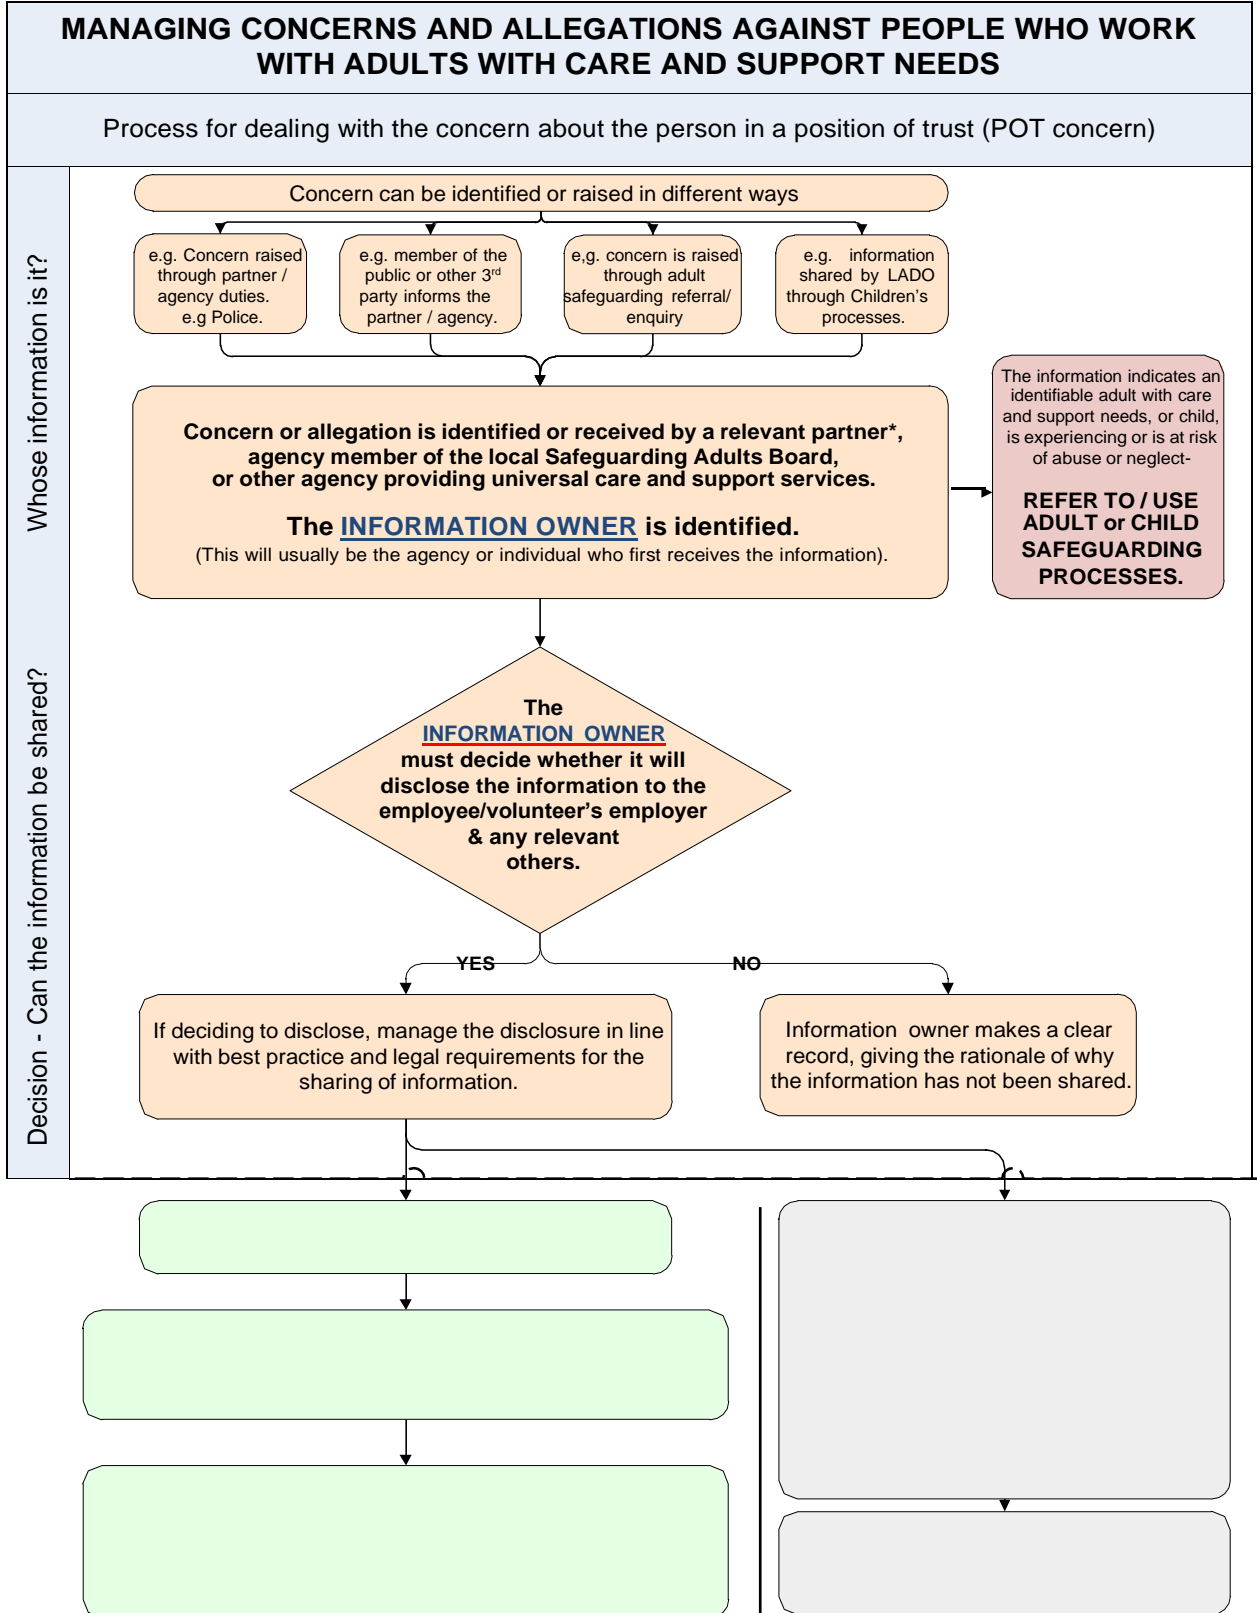 MANAGING CONCERNS AND ALLEGATIONS AGAINST PEOPLE WHO WORK
WITH ADULTS WITH CARE AND SUPPORT NEEDS
Process for dealing with the concern about the person in a position of trust (POT concern)
Whose information is it?
Concern can be identified or raised in different ways
e.g. Concern raised
through partner /
agency duties.
e.g Police.
e.g. member of the
public or other 3rd
party informs the
partner / agency.
e,g. concern is raised
through adult
safeguarding referral/
enquiry
e.g. information
shared by LADO
through Children's
processes.
Concern or allegation is identified or received by a relevant partner*,
agency member of the local Safeguarding Adults Board,
or other agency providing universal care and support services.
The INFORMATION OWNER is identified.
(This will usually be the agency or individual who first receives the information).
The information indicates an
identifiable adult with care
and support needs, or child,
is experiencing or is at risk
of abuse or neglect-
REFER TO / USE
ADULT or CHILD
SAFEGUARDING
PROCESSES.
Decision - Can the information be shared?
The
INFORMATION OWNER
must decide whether it will
disclose the information to the
employee/volunteer's employer
& any relevant
others.
YES
NO
If deciding to disclose, manage the disclosure in line
with best practice and legal requirements for the
sharing of information.
Information owner makes a clear
record, giving the rationale of why
the information has not been shared.